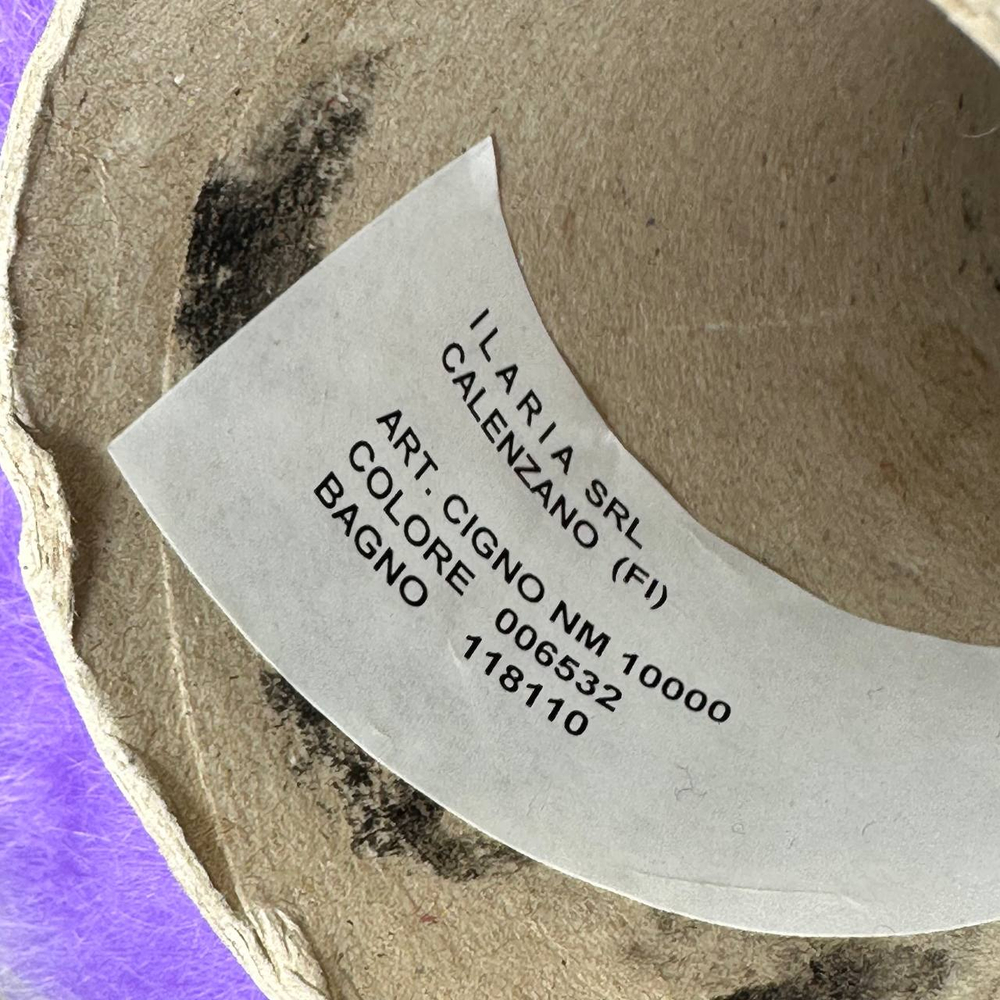 ILARIA SRL
CALENZANO (FI)
ART. CIGNO NM 10000
COLORE 006532
BAGNO 118110